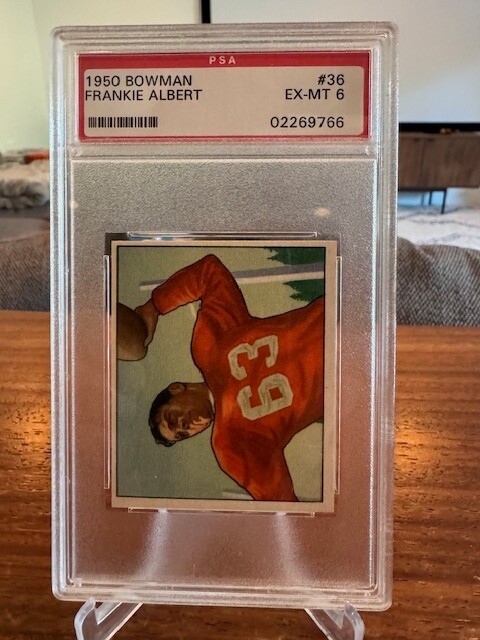 PSA
1950 BOWMAN #36
FRANKIE ALBERT EX-MT 6
02269766
63